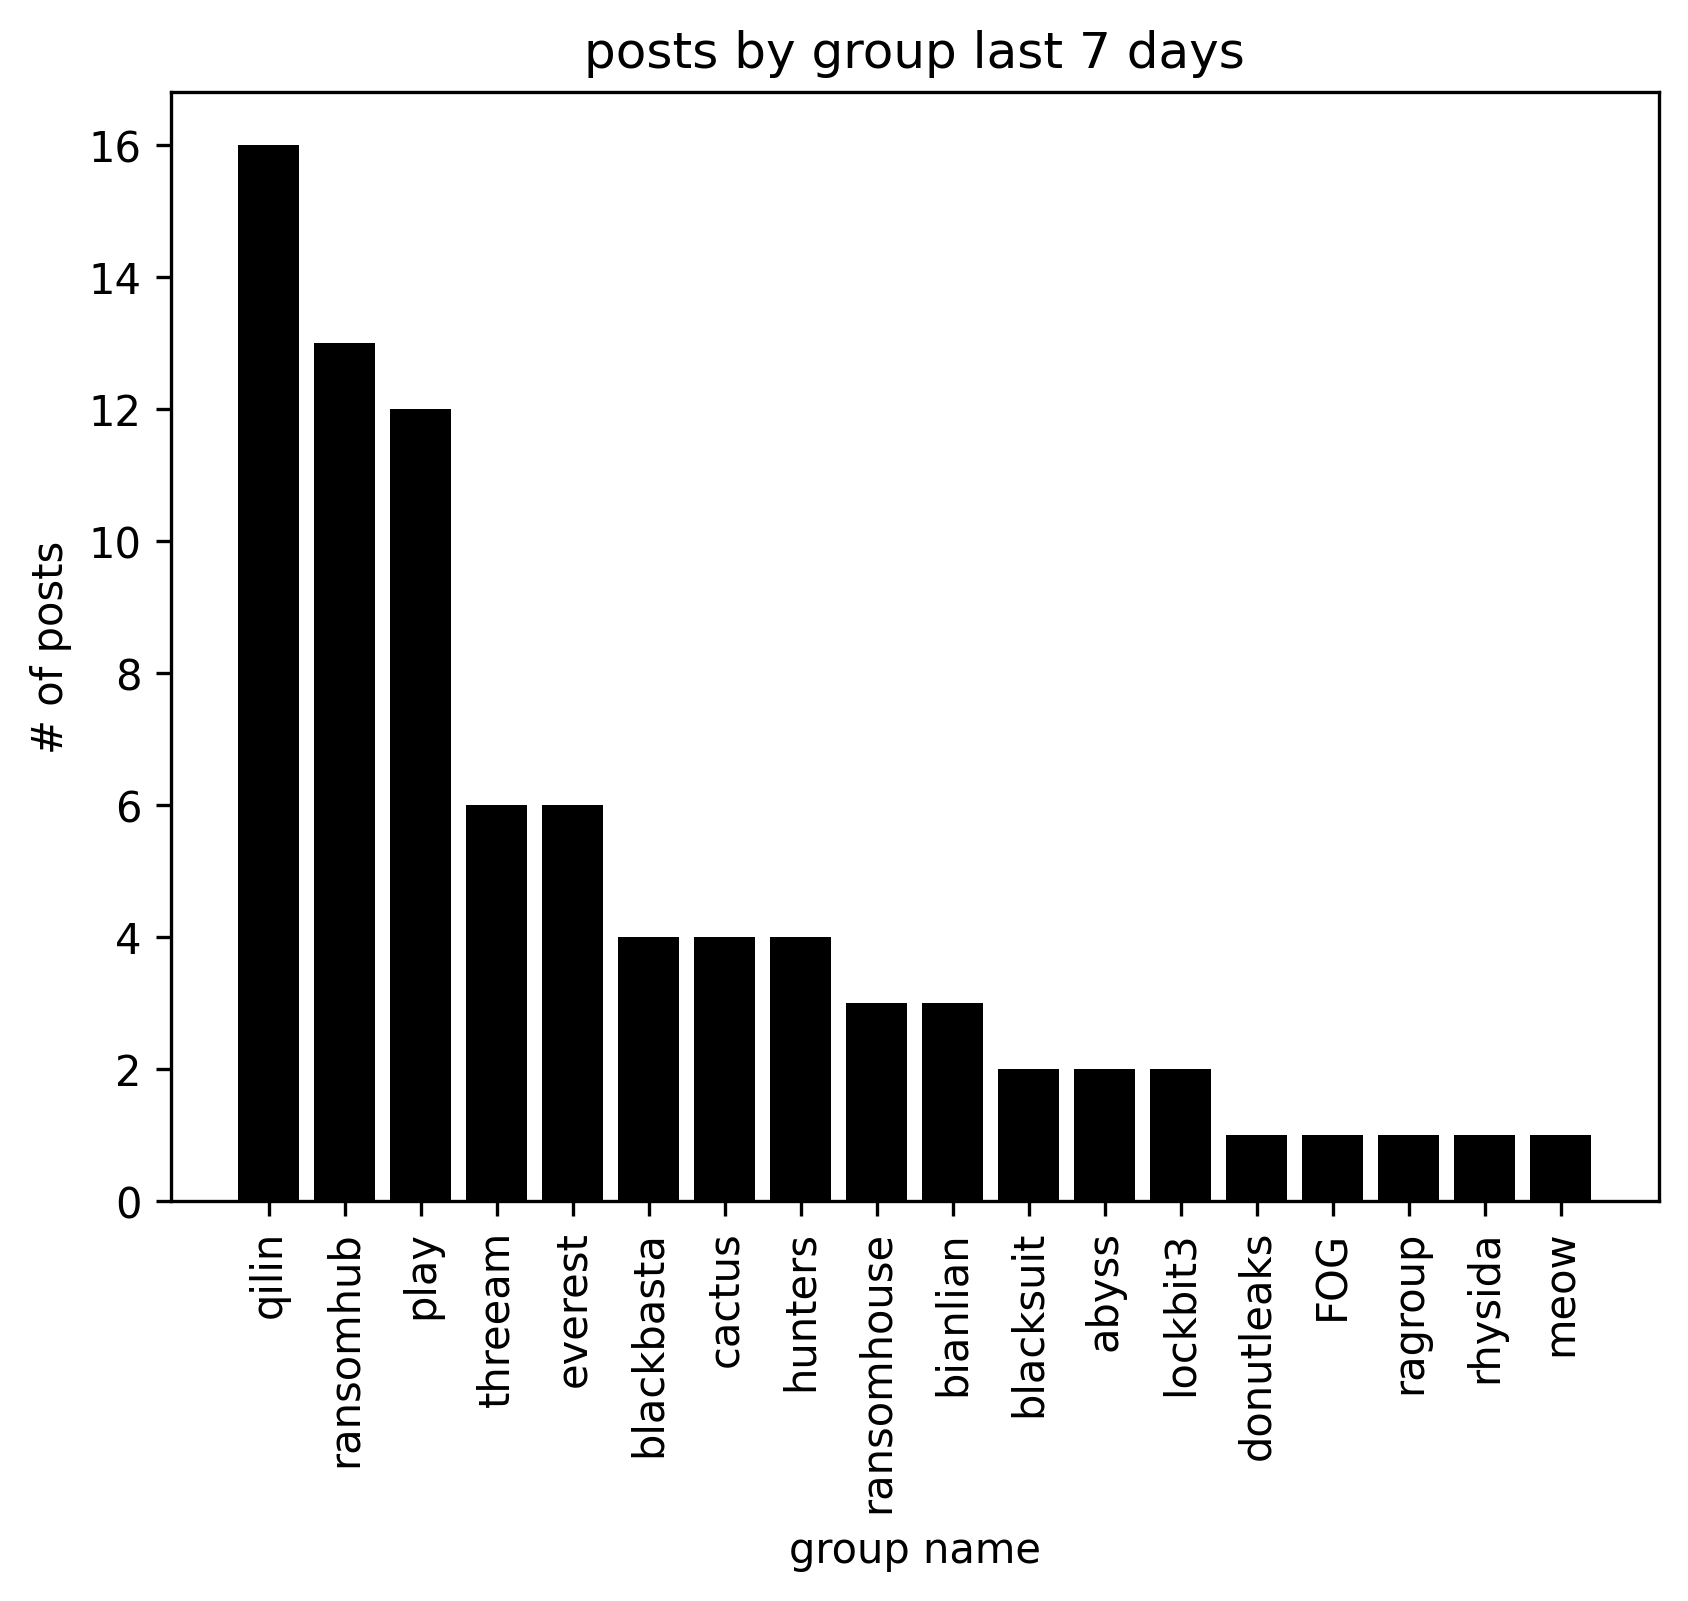 posts by group last 7 days
# of posts
16
14
12
10
8
6
4
2
0
qilin
ransomhub
play
threeam
everest
blackbasta
cactus
hunters
ransomhouse
bianlian
blacksuit
abyss
lockbit3
donutleaks
FOG
ragroup
rhysida
meow
group name